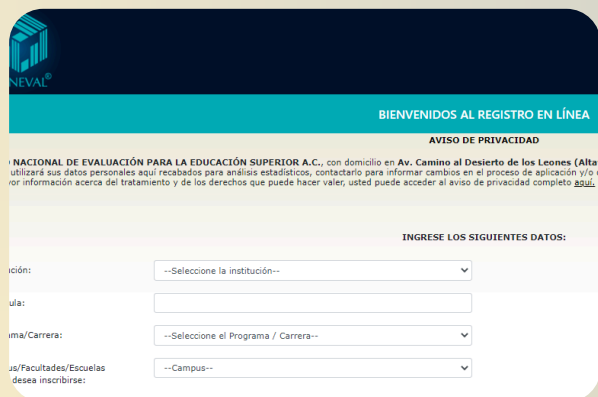 NEVAL®
BIENVENIDOS AL REGISTRO EN LÍNEA
AVISO DE PRIVACIDAD
NACIONAL DE EVALUACIÓN PARA LA EDUCACIÓN SUPERIOR A.C., con domicilio en Av. Camino al Desierto de los Leones (Alta
utilizará sus datos personales aquí recabados para análisis estadísticos, contactarlo para informar cambios en el proceso de aplicación y/o
yor información acerca del tratamiento y de los derechos que puede hacer valer, usted puede acceder al aviso de privacidad completo aquí.
INGRESE LOS SIGUIENTES DATOS:
ución: --Seleccione la institución--
ula:
ama/Carrera: --Seleccione el Programa / Carrera--
us/Facultades/Escuelas --Campus--
desea inscribirse: